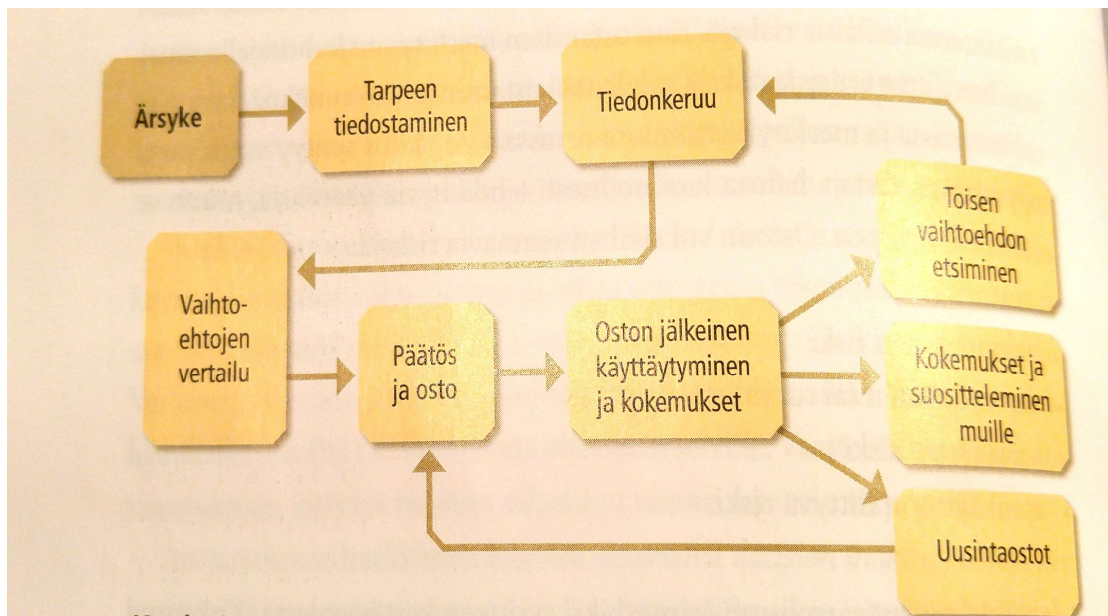 Ärsyke
Tarpeen
tiedostaminen
Tiedonkeruu
Toisen
vaihtoehdon
etsiminen
Vaihto-
ehtojen
vertailu
Päätös
ja osto
Oston jälkeinen
käyttäytyminen
ja kokemukset
Kokemukset ja
suositteleminen
muille
Uusintaostot